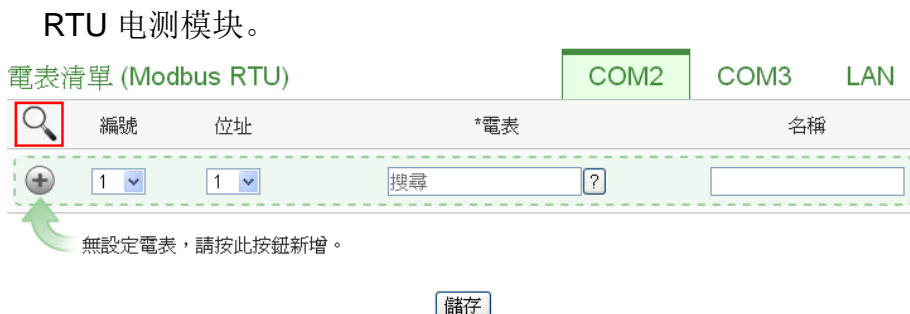 RTU 电测模块。
電表清單 (Modbus RTU) COM2 COM3 LAN
編號 位址 *電表 名稱
1 1 搜尋 ?
無設定電表，請按此按鈕新增。
儲存